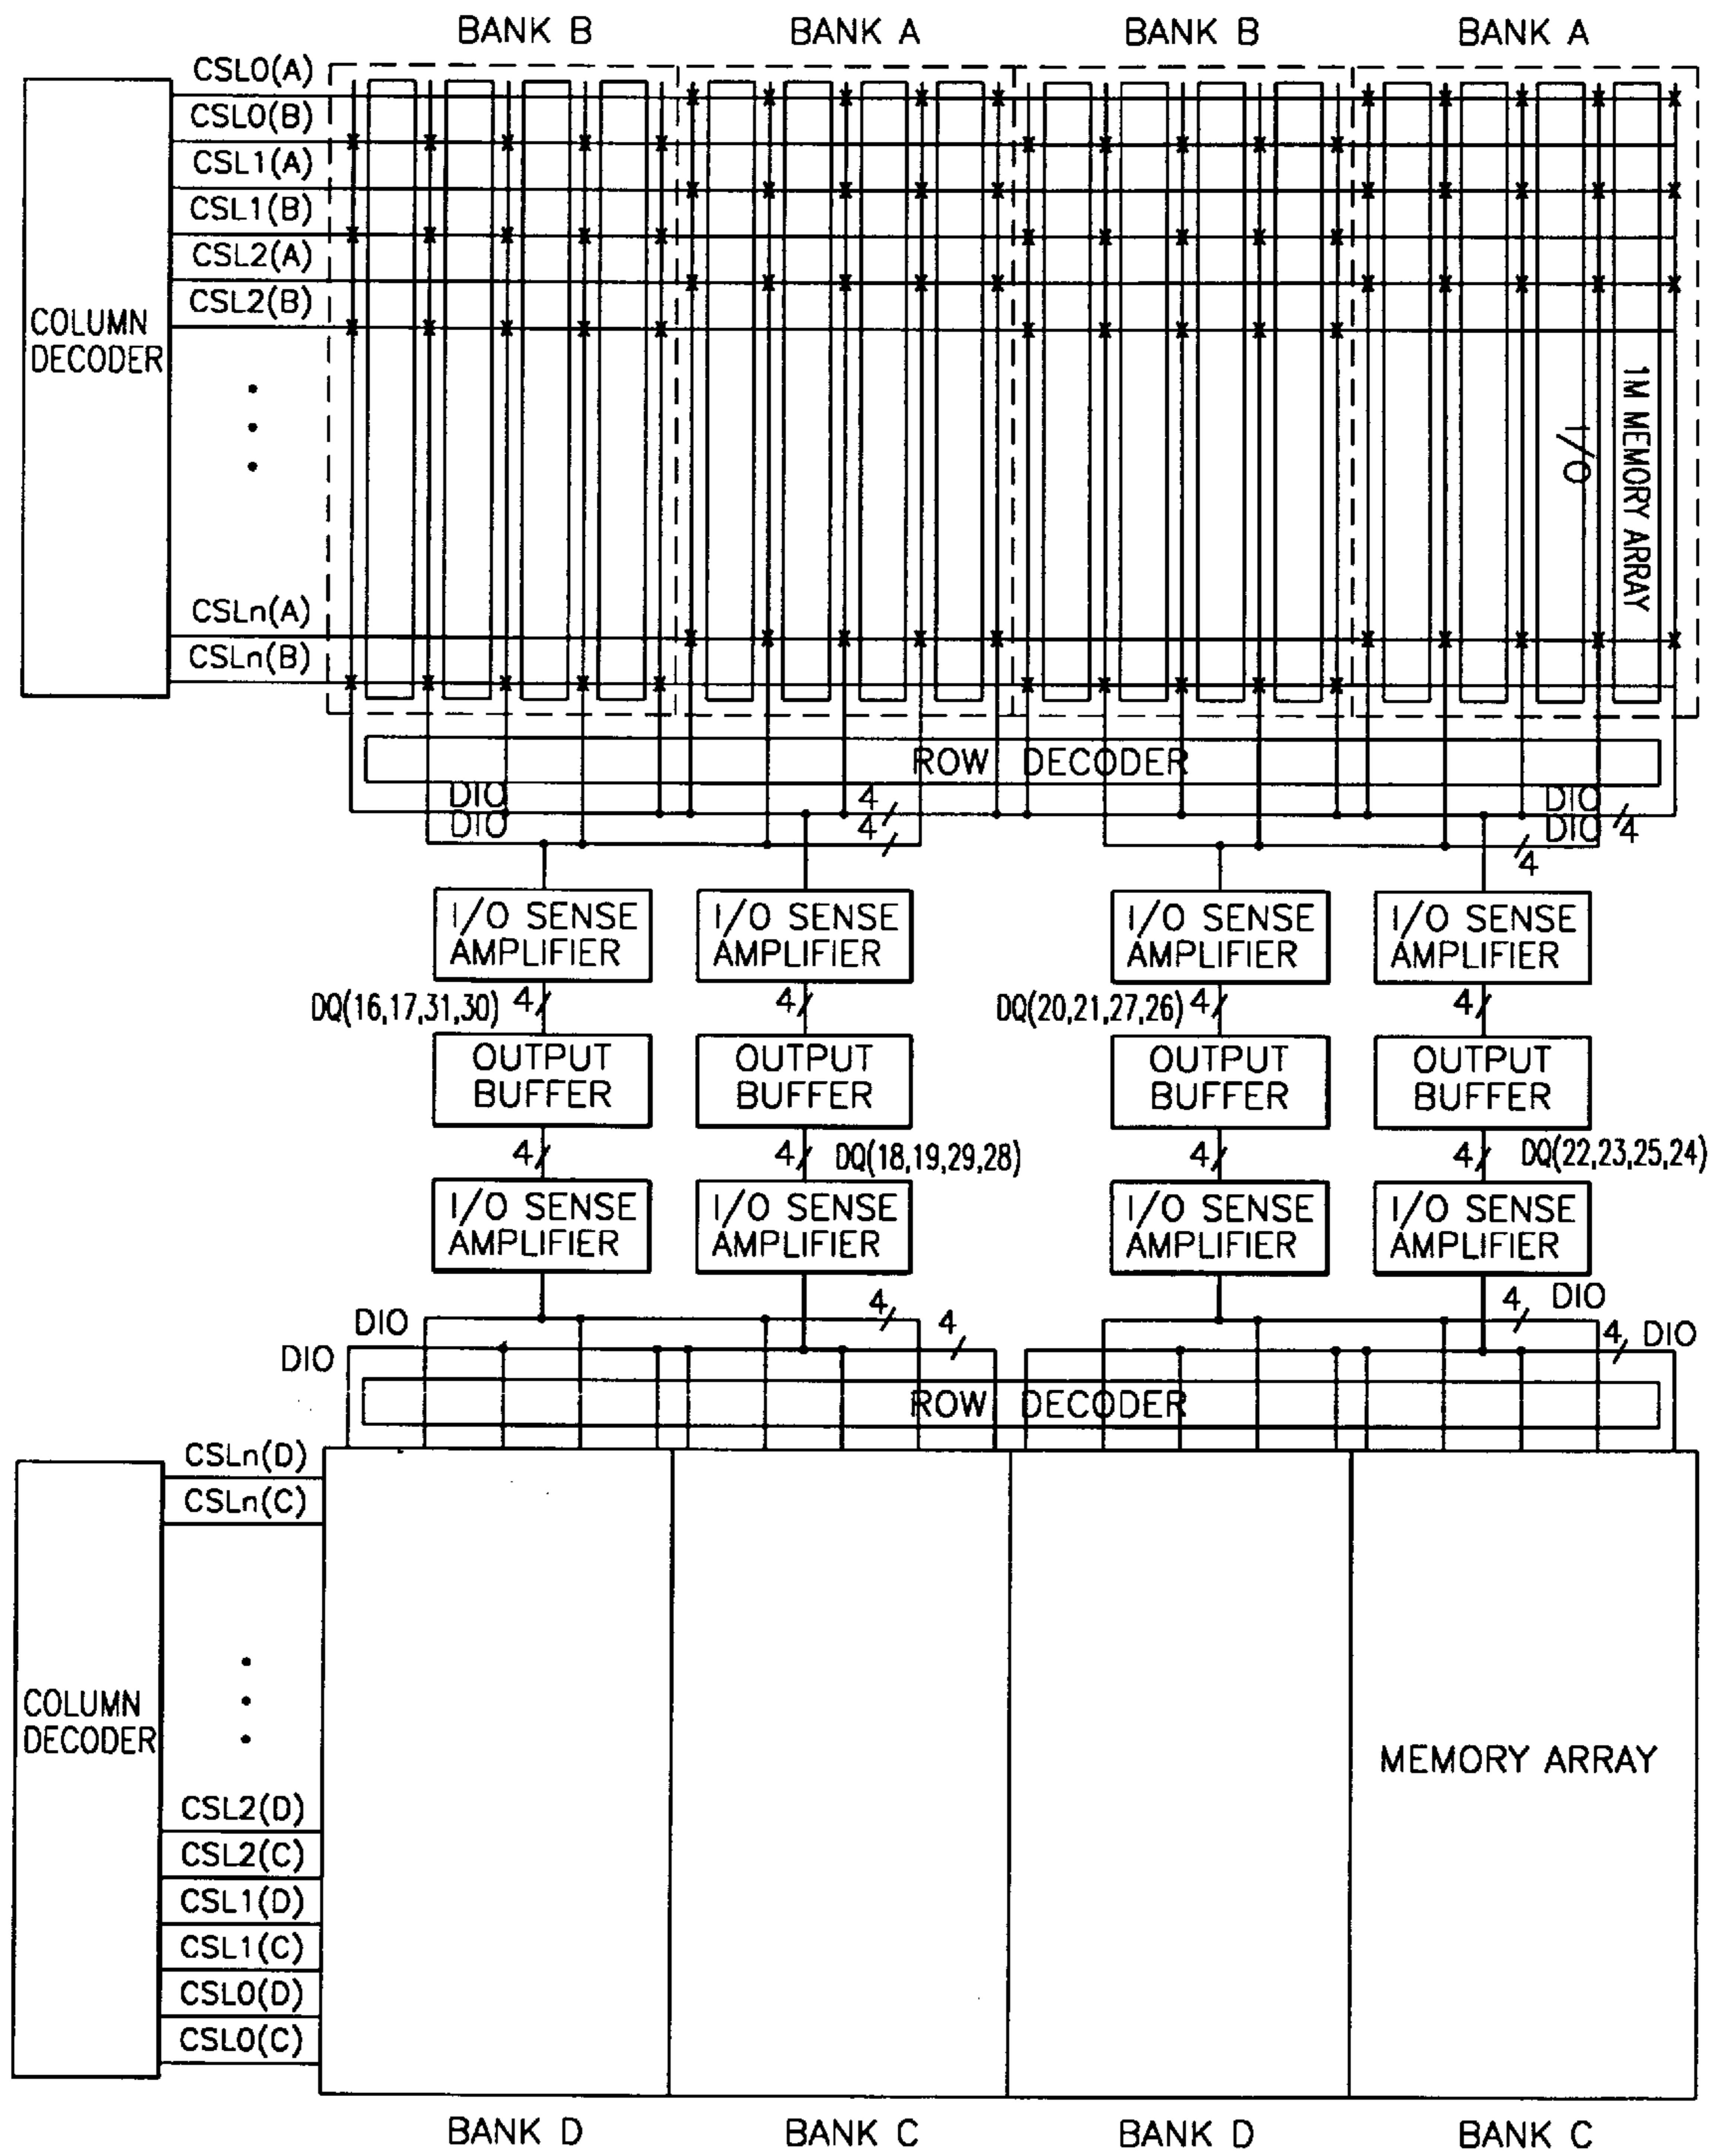 BANK B BANK A BANK B BANK A
CSL0(A)
CSL0(B)
CSL1(A)
CSL1(B)
CSL2(A)
CSL2(B)
COLUMN
DECODER
1M MEMORY ARRAY
I/O
CSLn(A)
CSLn(B)
ROW DECODER
DIO 4 DIO
DIO 4 DIO 4
4
I/O SENSE I/O SENSE I/O SENSE I/O SENSE
AMPLIFIER AMPLIFIER AMPLIFIER AMPLIFIER
DQ(16,17,31,30) 4 4 DQ(20,21,27,26) 4 4
OUTPUT OUTPUT OUTPUT OUTPUT
BUFFER BUFFER BUFFER BUFFER
4 4 DQ(18,19,29,28) 4 4 DQ(22,23,25,24)
I/O SENSE I/O SENSE I/O SENSE I/O SENSE
AMPLIFIER AMPLIFIER AMPLIFIER AMPLIFIER
DIO 4 4 4 DIO
DIO 4 DIO
ROW DECODER
CSLn(D)
CSLn(C)
COLUMN
DECODER
MEMORY ARRAY
CSL2(D)
CSL2(C)
CSL1(D)
CSL1(C)
CSL0(D)
CSL0(C)
BANK D BANK C BANK D BANK C